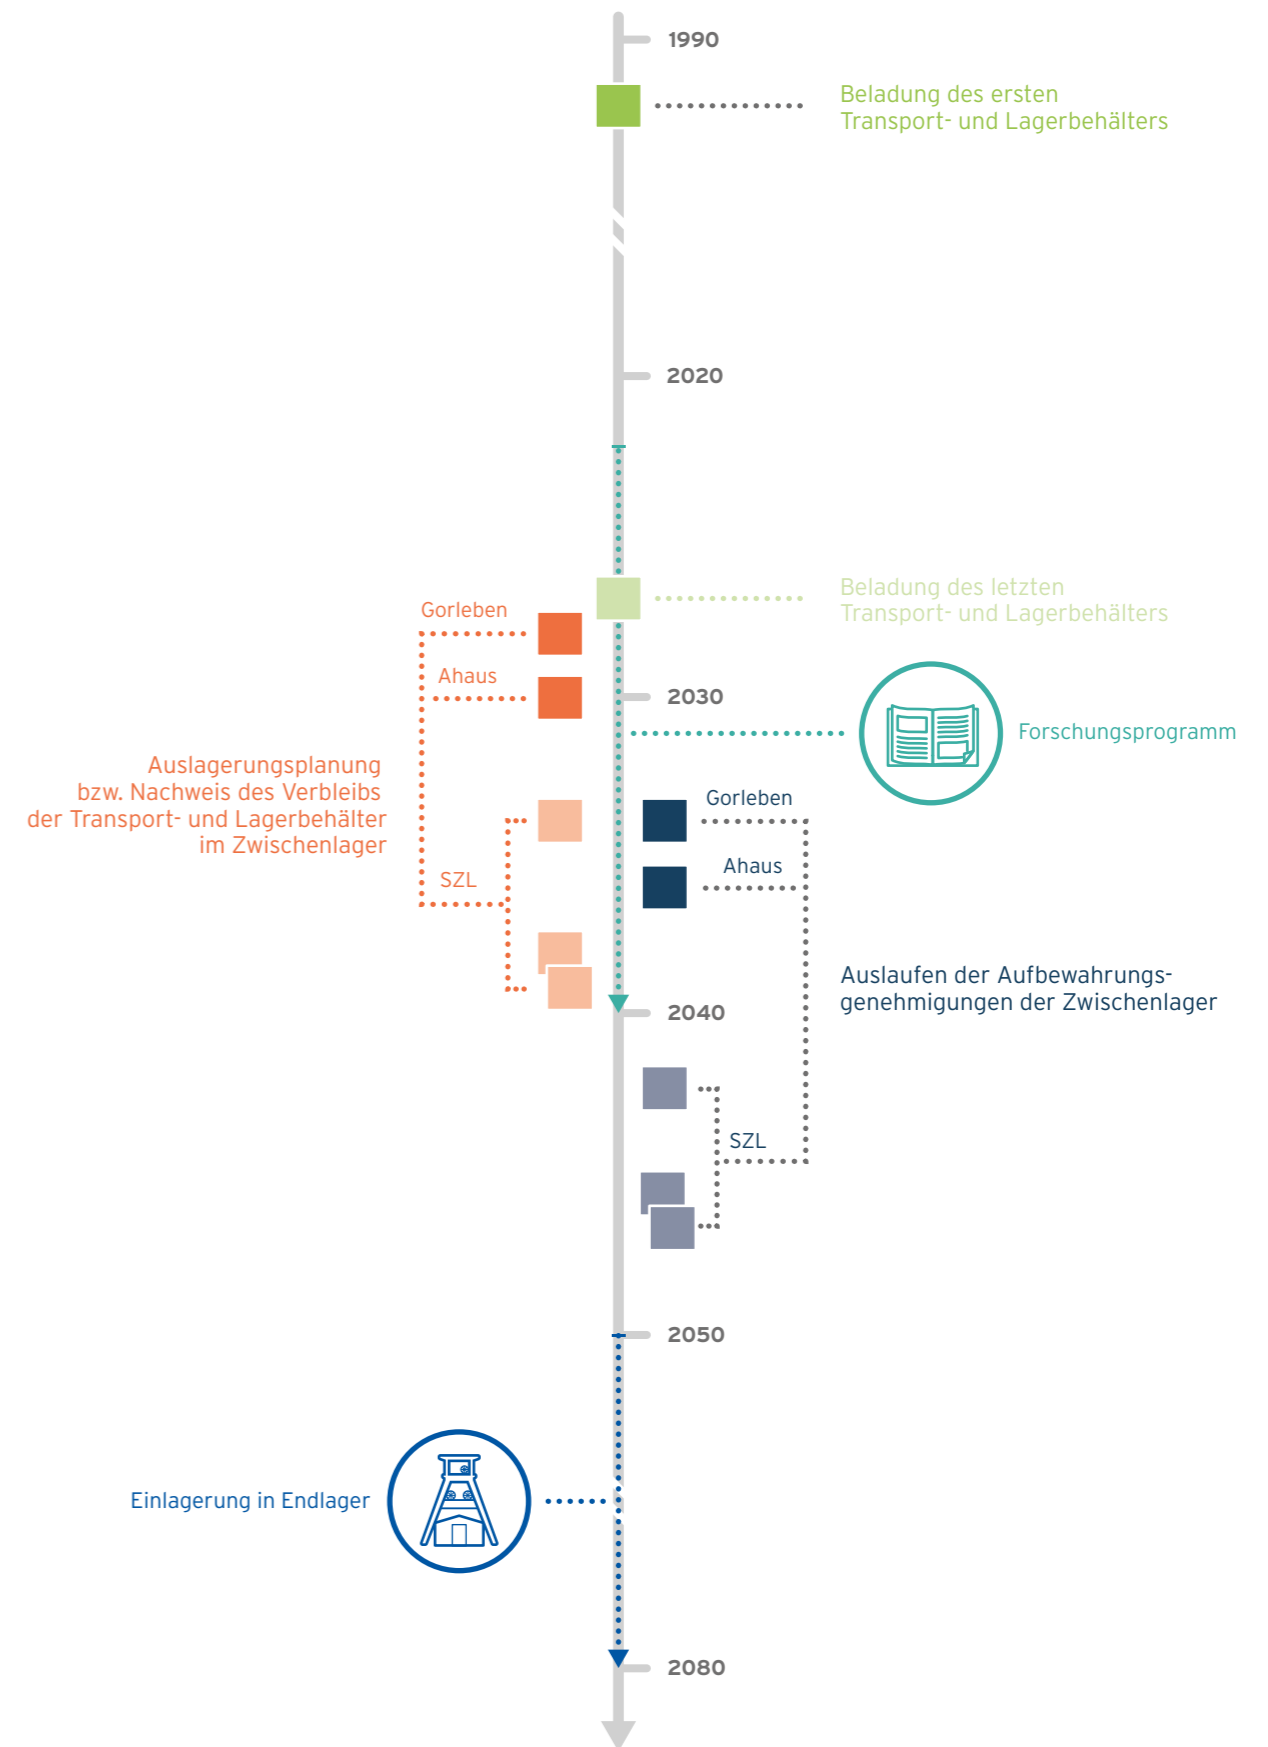 1990
Beladung des ersten
Transport- und Lagerbehälters
2020
Beladung des letzten
Transport- und Lagerbehälters
Gorleben
Ahaus
2030
Forschungsprogramm
Auslagerungsplanung
bzw. Nachweis des Verbleibs
der Transport- und Lagerbehälter
im Zwischenlager
Gorleben
Ahaus
SZL
Auslaufen der Aufbewahrungs-
genehmigungen der Zwischenlager
2040
SZL
2050
Einlagerung in Endlager
2080